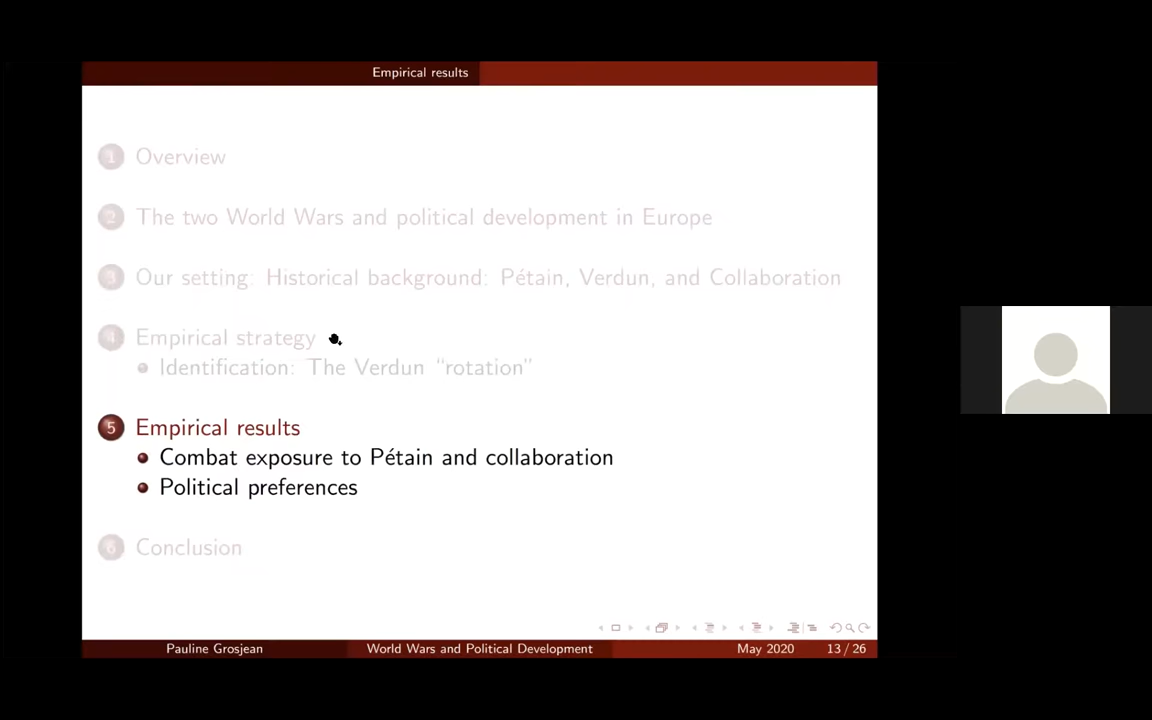 Empirical results
1 Overview
2 The two World Wars and political development in Europe
3 Our setting: Historical background: Pétain, Verdun, and Collaboration
4 Empirical strategy
Identification: The Verdun “rotation”
5 Empirical results
Combat exposure to Pétain and collaboration
Political preferences
6 Conclusion
Pauline Grosjean World Wars and Political Development May 2020 13 / 26